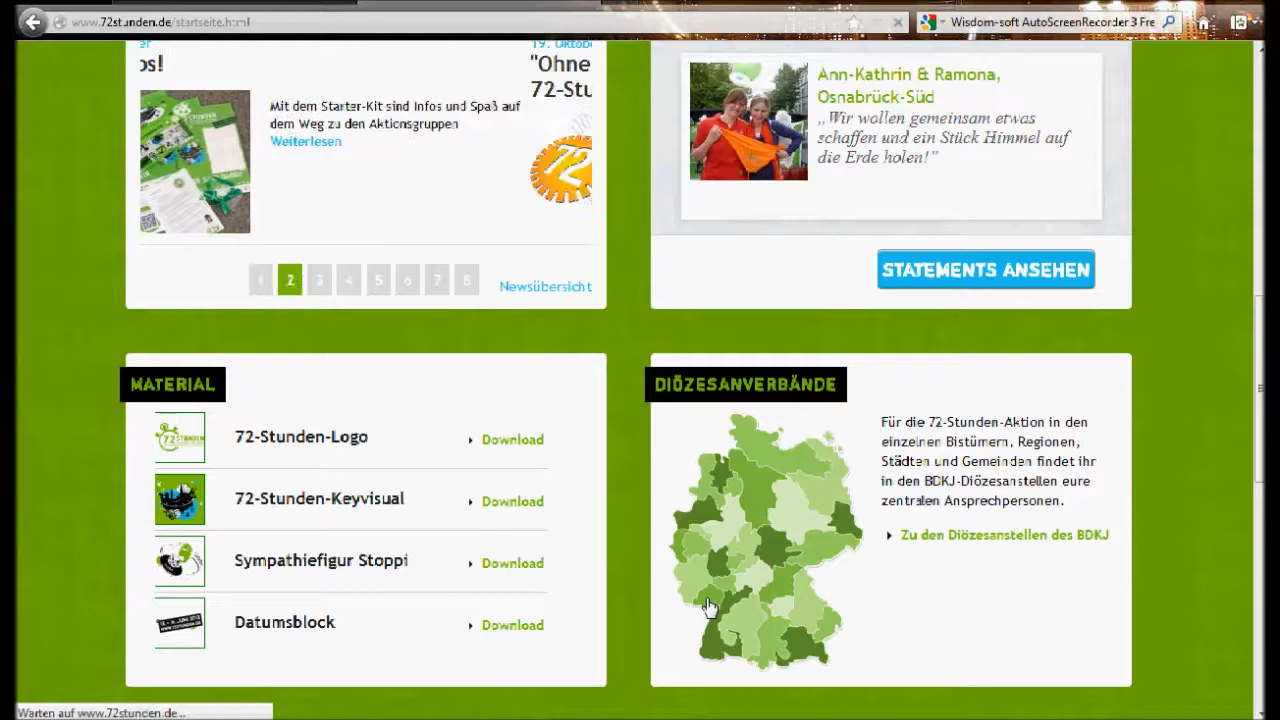 www.72stunden.de/startseite.html
Wisdom-soft AutoScreenRecorder 3 Fre
os!
Mit dem Starter-Kit sind Infos und Spaß auf
dem Weg zu den Aktionsgruppen
Weiterlesen
19. Oktobe
"Ohne
72-Stu
72
1 2 3 4 5 6 7 8
Newsübersicht
Ann-Kathrin & Ramona,
Osnabrück-Süd
„Wir wollen gemeinsam etwas
schaffen und ein Stück Himmel auf
die Erde holen!”
STATEMENTS ANSEHEN
MATERIAL
72-Stunden-Logo
Download
72-Stunden-Keyvisual
Download
Sympathiefigur Stoppi
Download
Datumsblock
Download
DIÖZESANVERBÄNDE
Für die 72-Stunden-Aktion in den
einzelnen Bistümern, Regionen,
Städten und Gemeinden findet ihr
in den BDKJ-Diözesanstellen eure
zentralen Ansprechpersonen.
Zu den Diözesanstellen des BDKJ
Warten auf www.72stunden.de...